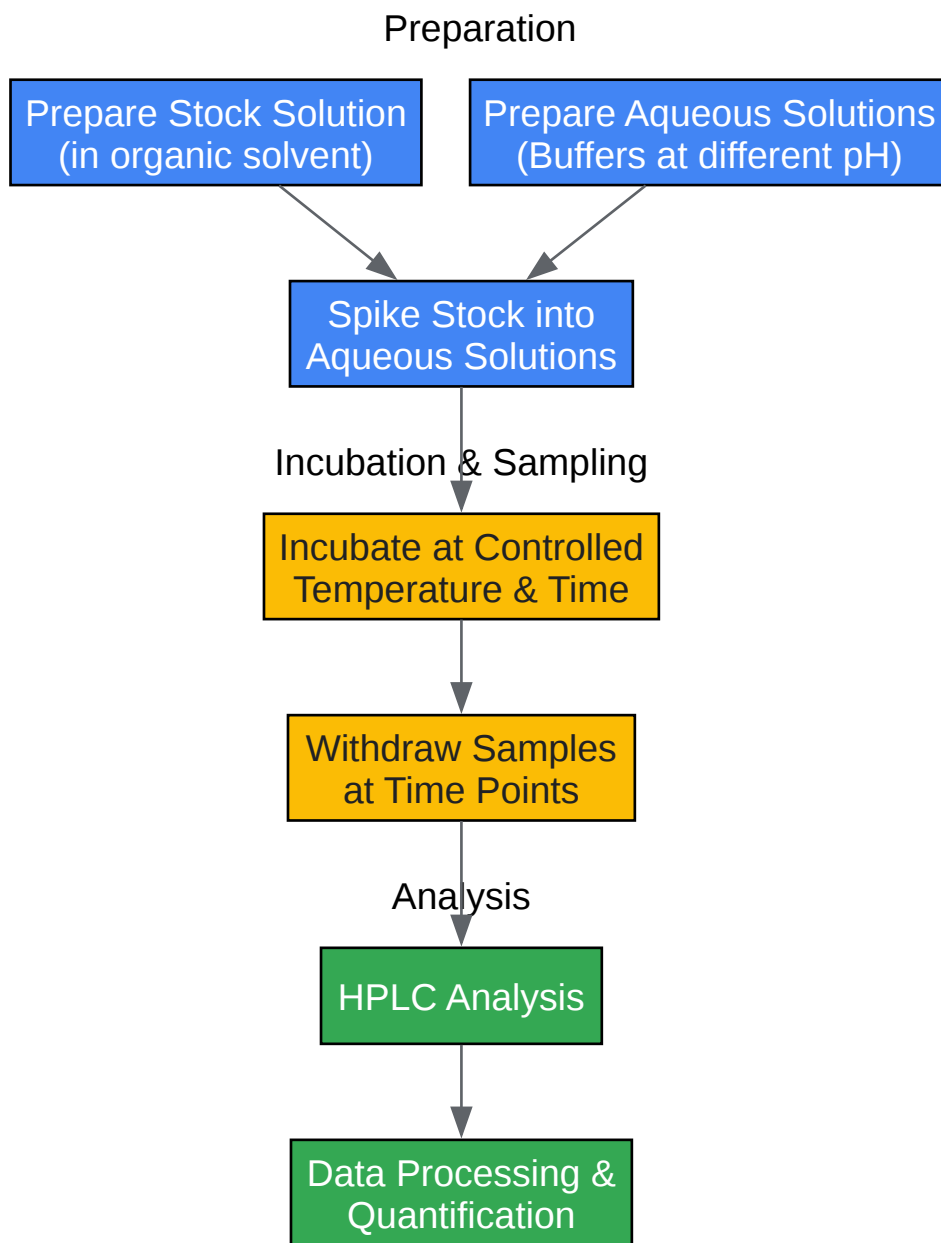 Preparation
Prepare Stock Solution
(in organic solvent)
Prepare Aqueous Solutions
(Buffers at different pH)
Spike Stock into
Aqueous Solutions
Incubation & Sampling
Incubate at Controlled
Temperature & Time
Withdraw Samples
at Time Points
Analysis
HPLC Analysis
Data Processing &
Quantification